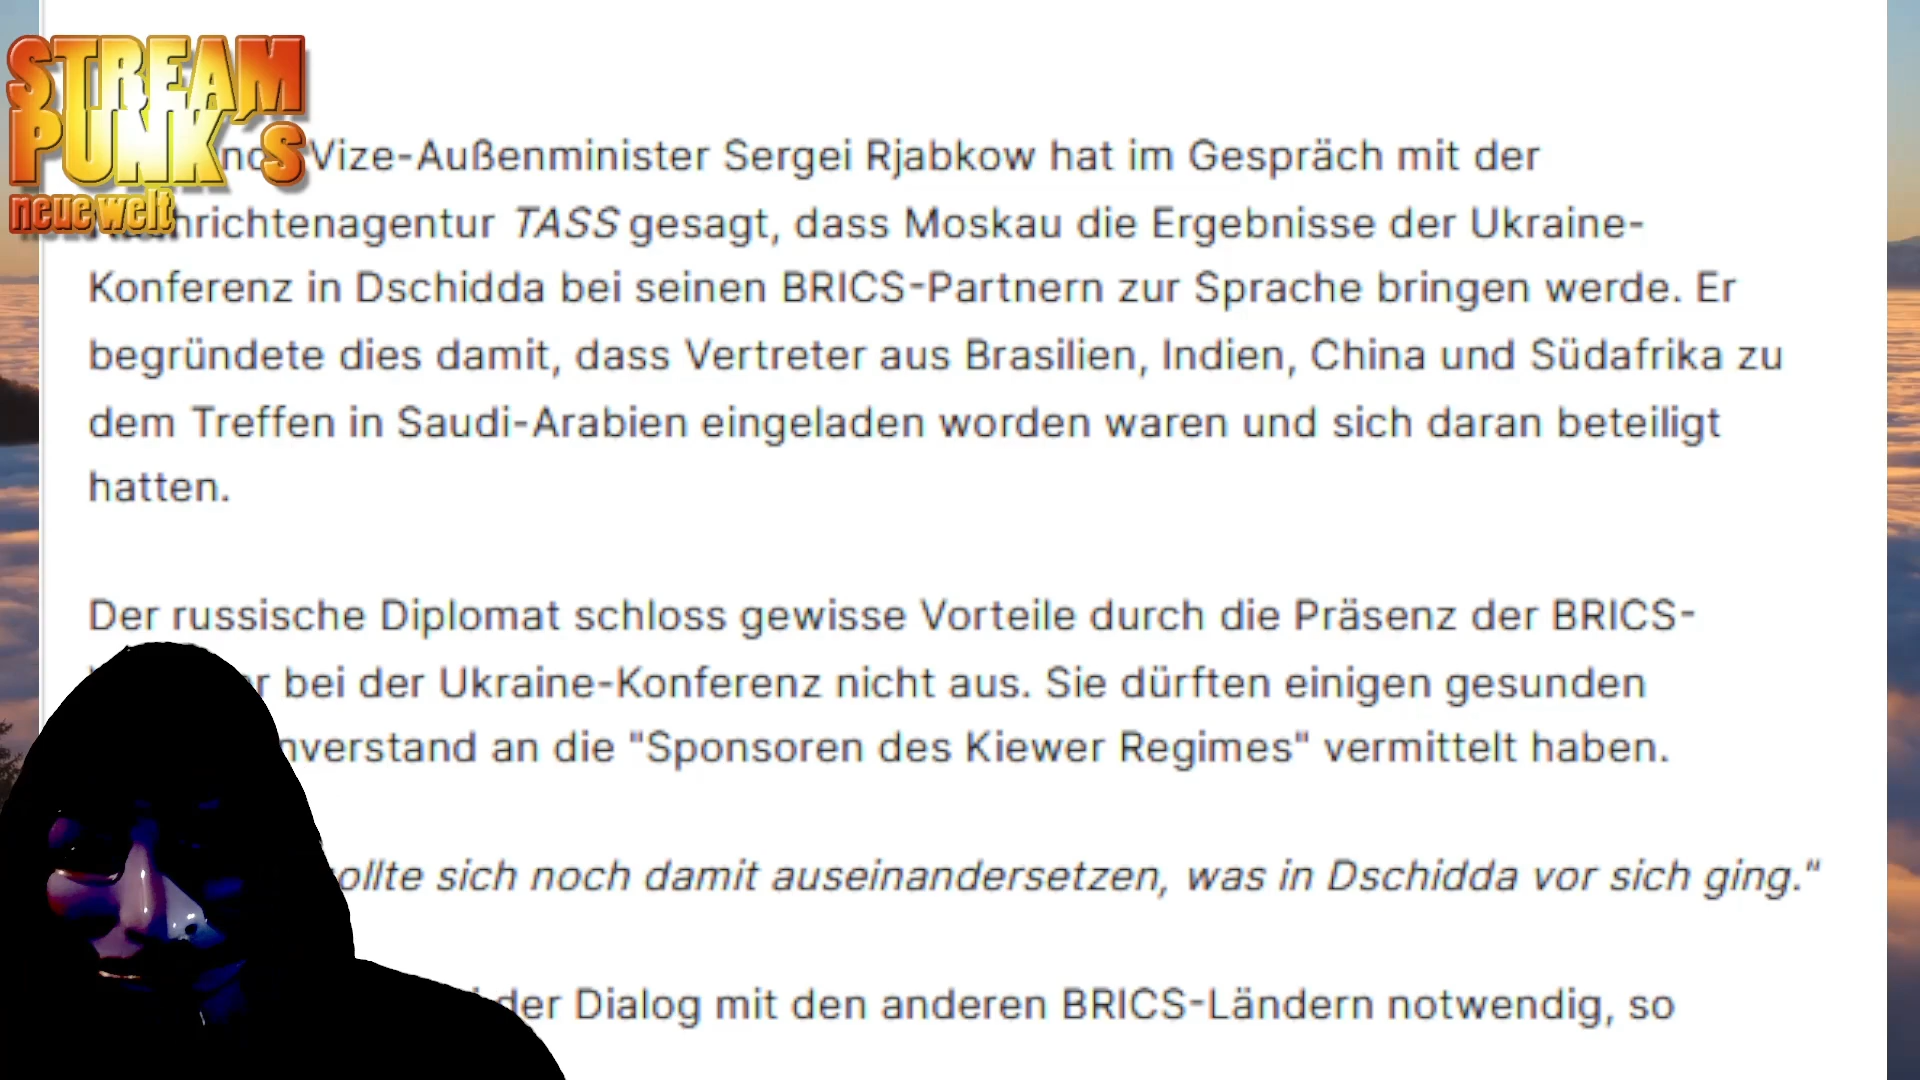 STREAM
PUNK´S
neue welt
Vize-Außenminister Sergei Rjabkow hat im Gespräch mit der
TASS gesagt, dass Moskau die Ergebnisse der Ukraine-
Konferenz in Dschidda bei seinen BRICS-Partnern zur Sprache bringen werde. Er
begründete dies damit, dass Vertreter aus Brasilien, Indien, China und Südafrika zu
dem Treffen in Saudi-Arabien eingeladen worden waren und sich daran beteiligt
hatten.
Der russische Diplomat schloss gewisse Vorteile durch die Präsenz der BRICS-
bei der Ukraine-Konferenz nicht aus. Sie dürften einigen gesunden
an die "Sponsoren des Kiewer Regimes" vermittelt haben.
sich noch damit auseinandersetzen, was in Dschidda vor sich ging."
der Dialog mit den anderen BRICS-Ländern notwendig, so